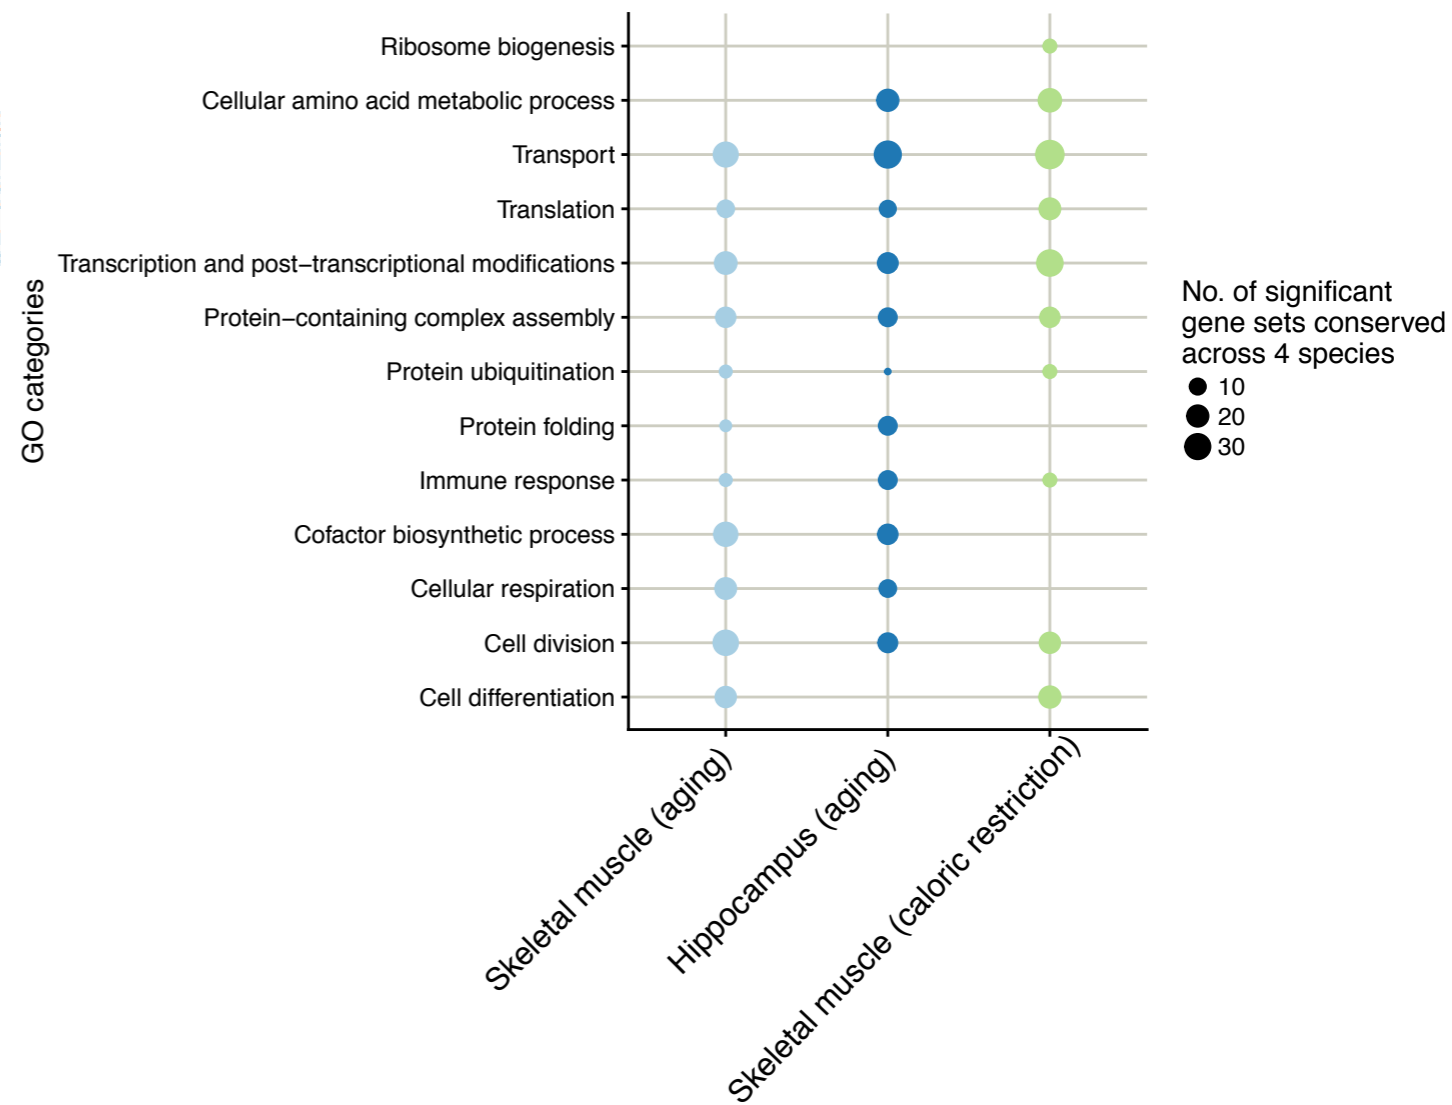 Ribosome biogenesis
Cellular amino acid metabolic process
Transport
Translation
Transcription and post−transcriptional modifications
Protein−containing complex assembly
Protein ubiquitination
Protein folding
Immune response
Cofactor biosynthetic process
Cellular respiration
Cell division
Cell differentiation
GO categories
Skeletal muscle (aging)
Hippocampus (aging)
Skeletal muscle (caloric restriction)
No. of significant
gene sets conserved
across 4 species
10
20
30